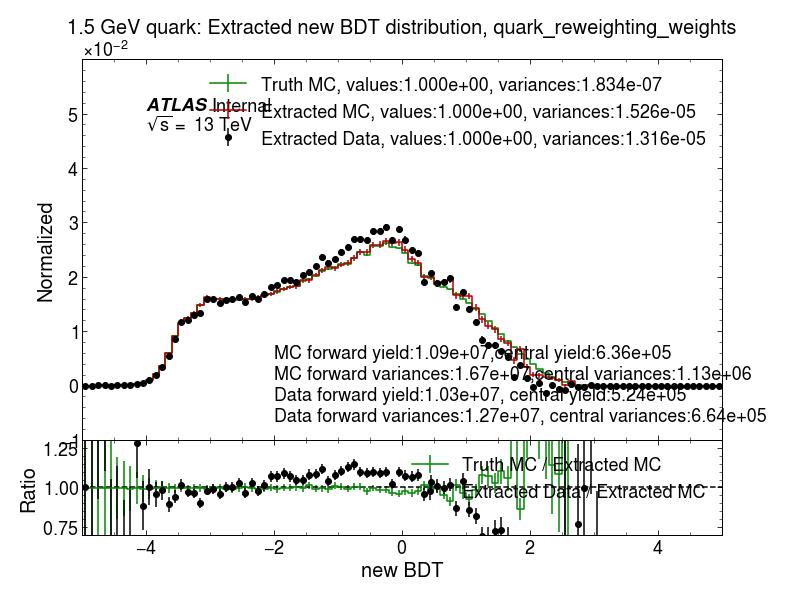 1.5 GeV quark: Extracted new BDT distribution, quark_reweighting_weights
×10⁻²
Truth MC, values:1.000e+00, variances:1.834e-07
ATLAS Internal
Extracted MC, values:1.000e+00, variances:1.526e-05
√s = 13 TeV
Extracted Data, values:1.000e+00, variances:1.316e-05
5
4
3
2
1
0
Normalized
MC forward yield:1.09e+07, central yield:6.36e+05
MC forward variances:1.67e+07, central variances:1.13e+06
Data forward yield:1.03e+07, central yield:5.24e+05
Data forward variances:1.27e+07, central variances:6.64e+05
1.25
1.00
0.75
Ratio
Truth MC / Extracted MC
Extracted Data / Extracted MC
−4 −2 0 2 4
new BDT